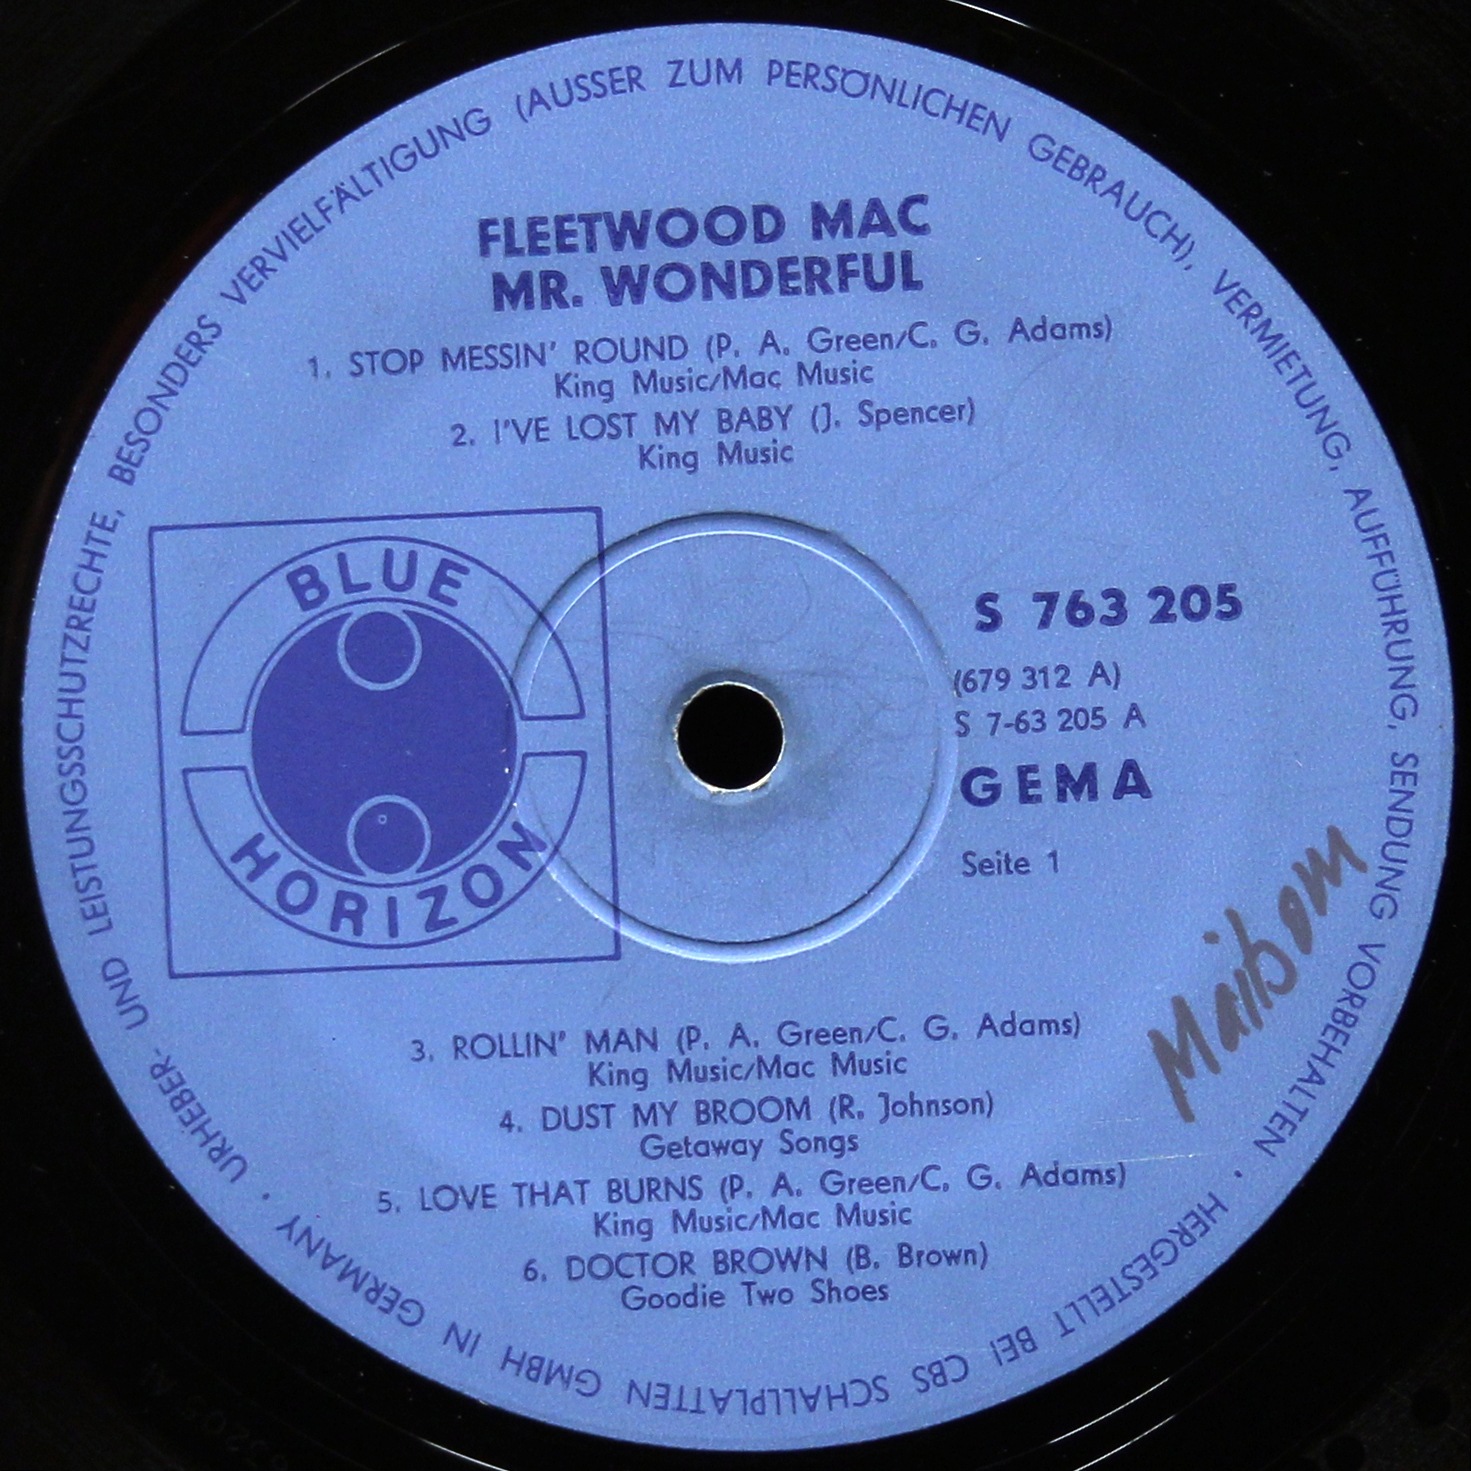 FLEETWOOD MAC
MR. WONDERFUL
1. STOP MESSIN' ROUND (P. A. Green/C. G. Adams)
King Music/Mac Music
2. I'VE LOST MY BABY (J. Spencer)
King Music
BLUE
HORIZON
S 763 205
(679 312 A)
S 7-63 205 A
GEMA
Seite 1
3. ROLLIN' MAN (P. A. Green/C. G. Adams)
King Music/Mac Music
4. DUST MY BROOM (R. Johnson)
Getaway Songs
5. LOVE THAT BURNS (P. A. Green/C. G. Adams)
King Music/Mac Music
6. DOCTOR BROWN (B. Brown)
Goodie Two Shoes
URHEBER- UND LEISTUNGSSCHUTZRECHTE, BESONDERS VERVIELFÄLTIGUNG (AUSSER ZUM PERSÖNLICHEN GEBRAUCH), VERMIETUNG, AUFFÜHRUNG, SENDUNG VORBEHALTEN · HERGESTELLT BEI CBS SCHALLPLATTEN GMBH IN GERMANY ·